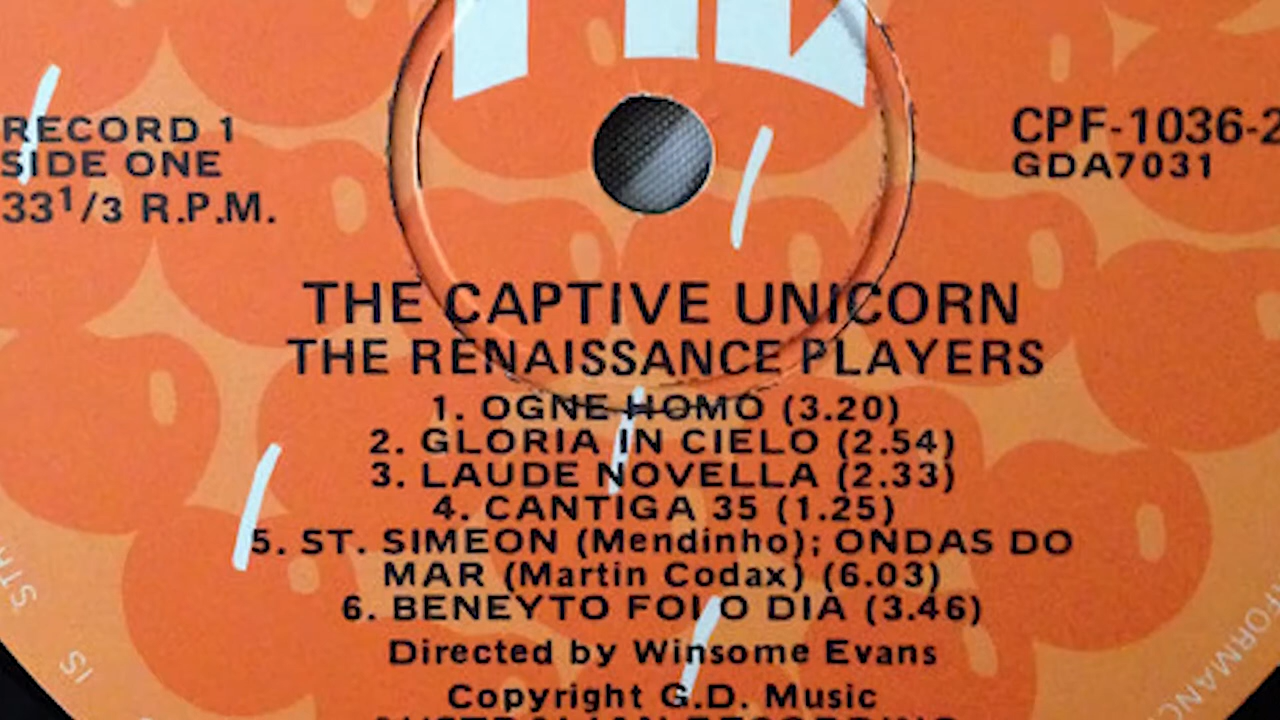 RECORD 1
SIDE ONE
33 1/3 R.P.M.
CPF-1036-2
GDA7031
THE CAPTIVE UNICORN
THE RENAISSANCE PLAYERS
1. OGNE HOMO (3.20)
2. GLORIA IN CIELO (2.54)
3. LAUDE NOVELLA (2.33)
4. CANTIGA 35 (1.25)
5. ST. SIMEON (Mendinho); ONDAS DO
MAR (Martin Codax) (6.03)
6. BENEYTO FOI O DIA (3.46)
Directed by Winsome Evans
Copyright G.D. Music
AUSTRALIAN RECORDING
IS